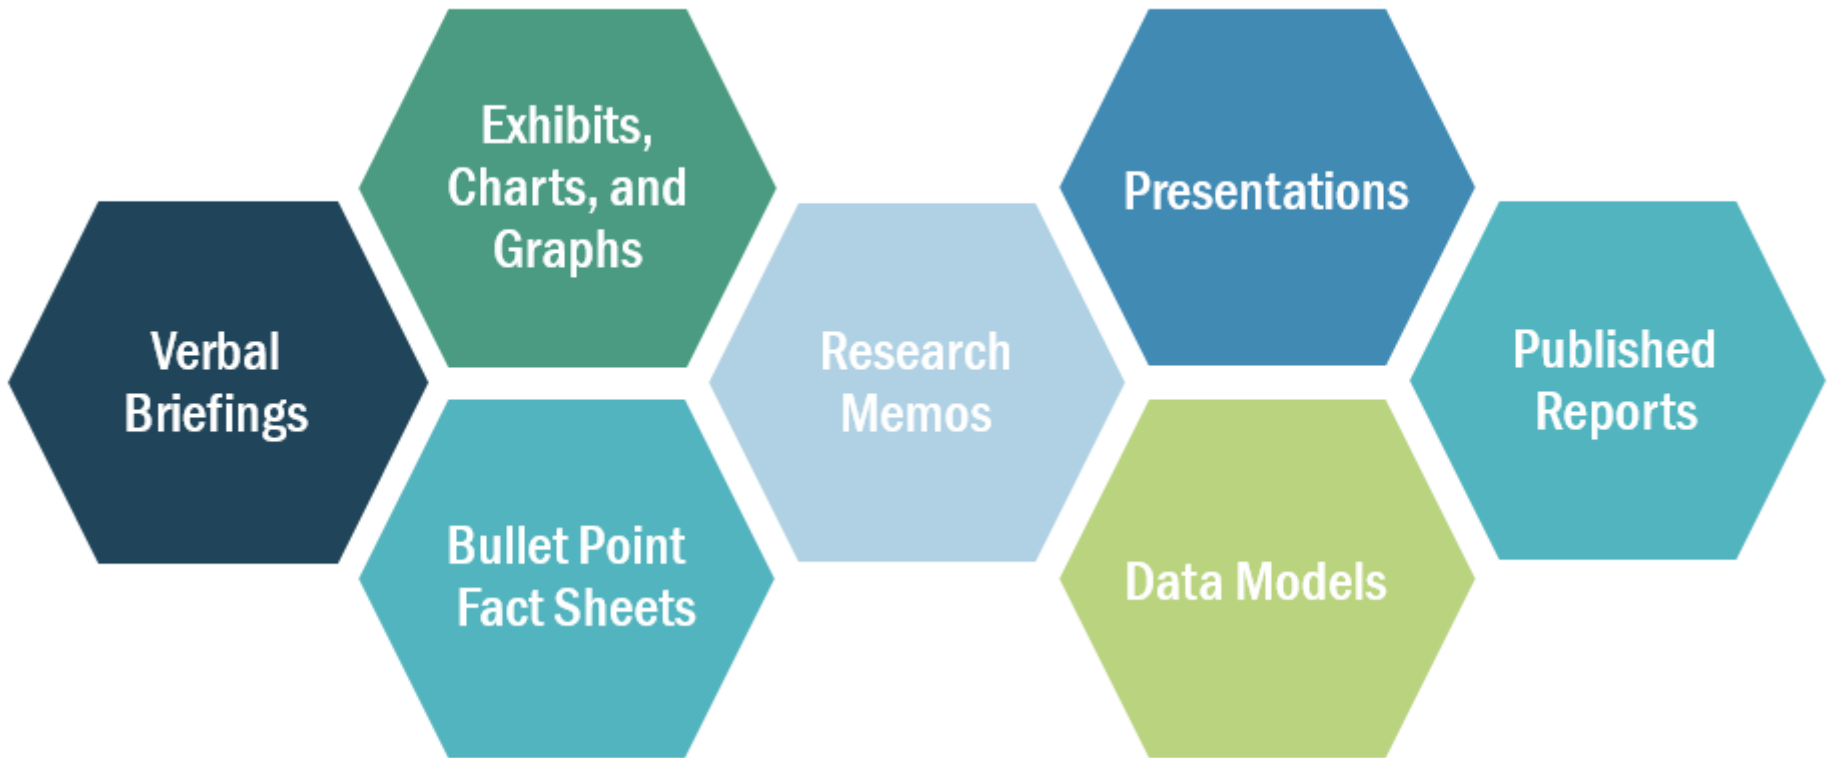 Verbal
Briefings
Exhibits,
Charts, and
Graphs
Bullet Point
Fact Sheets
Research
Memos
Presentations
Data Models
Published
Reports